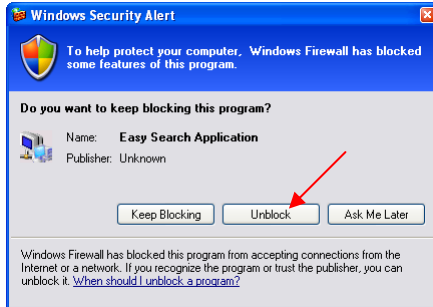 Windows Security Alert
To help protect your computer, Windows Firewall has blocked
some features of this program.
Do you want to keep blocking this program?
Name: Easy Search Application
Publisher: Unknown
Keep Blocking Unblock Ask Me Later
Windows Firewall has blocked this program from accepting connections from the
Internet or a network. If you recognize the program or trust the publisher, you can
unblock it. When should I unblock a program?